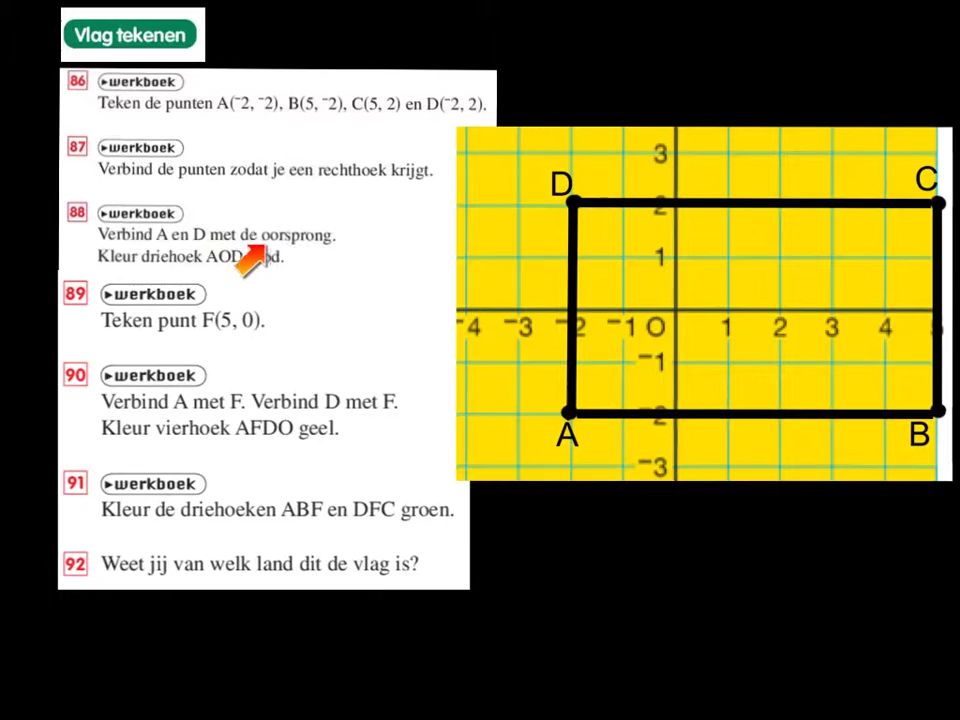 Vlag tekenen
86 ▸werkboek
Teken de punten A(⁻2, ⁻2), B(5, ⁻2), C(5, 2) en D(⁻2, 2).
87 ▸werkboek
Verbind de punten zodat je een rechthoek krijgt.
88 ▸werkboek
Verbind A en D met de oorsprong.
Kleur driehoek AOD
89 ▸werkboek
Teken punt F(5, 0).
90 ▸werkboek
Verbind A met F. Verbind D met F.
Kleur vierhoek AFDO geel.
91 ▸werkboek
Kleur de driehoeken ABF en DFC groen.
92 Weet jij van welk land dit de vlag is?
3
D C
2
1
⁻4 ⁻3 ⁻2 ⁻1 O 1 2 3 4
⁻1
⁻2
A B
⁻3